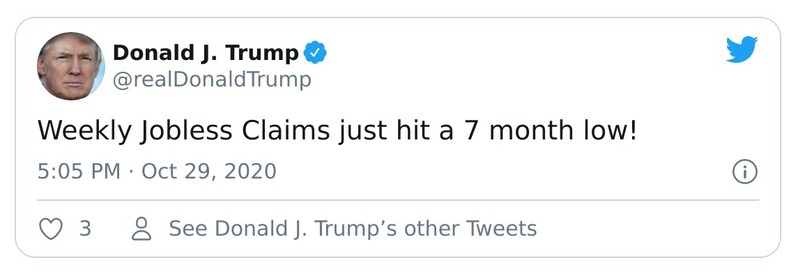 Donald J. Trump
@realDonaldTrump
Weekly Jobless Claims just hit a 7 month low!
5:05 PM · Oct 29, 2020
3
See Donald J. Trump’s other Tweets